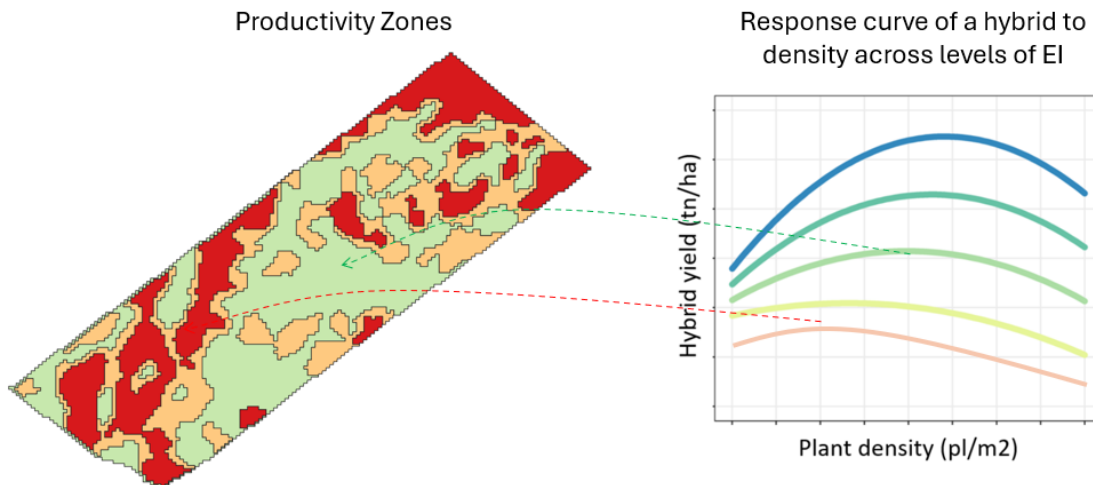 Productivity Zones
Response curve of a hybrid to
density across levels of EI
Hybrid yield (tn/ha)
Plant density (pl/m2)